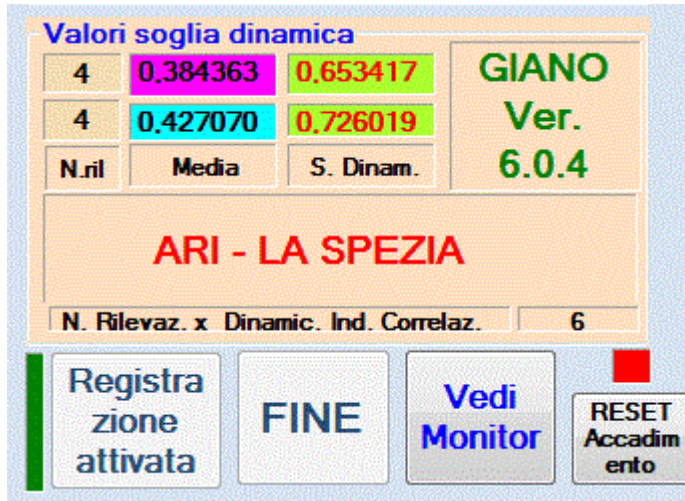 Valori soglia dinamica
4 0,384363 0,653417
4 0,427070 0,726019
N.ril Media S. Dinam.
GIANO
Ver.
6.0.4
ARI - LA SPEZIA
N. Rilevaz. x Dinamic. Ind. Correlaz. 6
Registra
zione
attivata
FINE
Vedi
Monitor
RESET
Accadim
ento